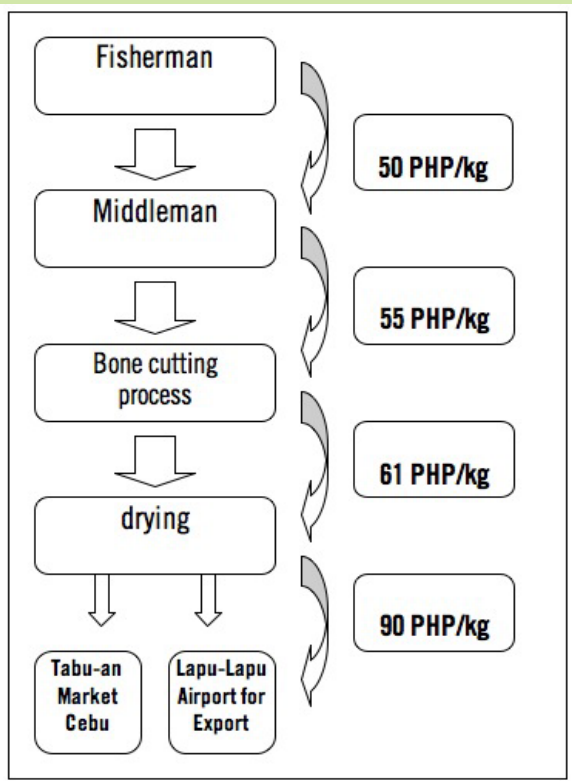 Fisherman
50 PHP/kg
Middleman
55 PHP/kg
Bone cutting
process
61 PHP/kg
drying
90 PHP/kg
Tabu-an
Market
Cebu
Lapu-Lapu
Airport for
Export